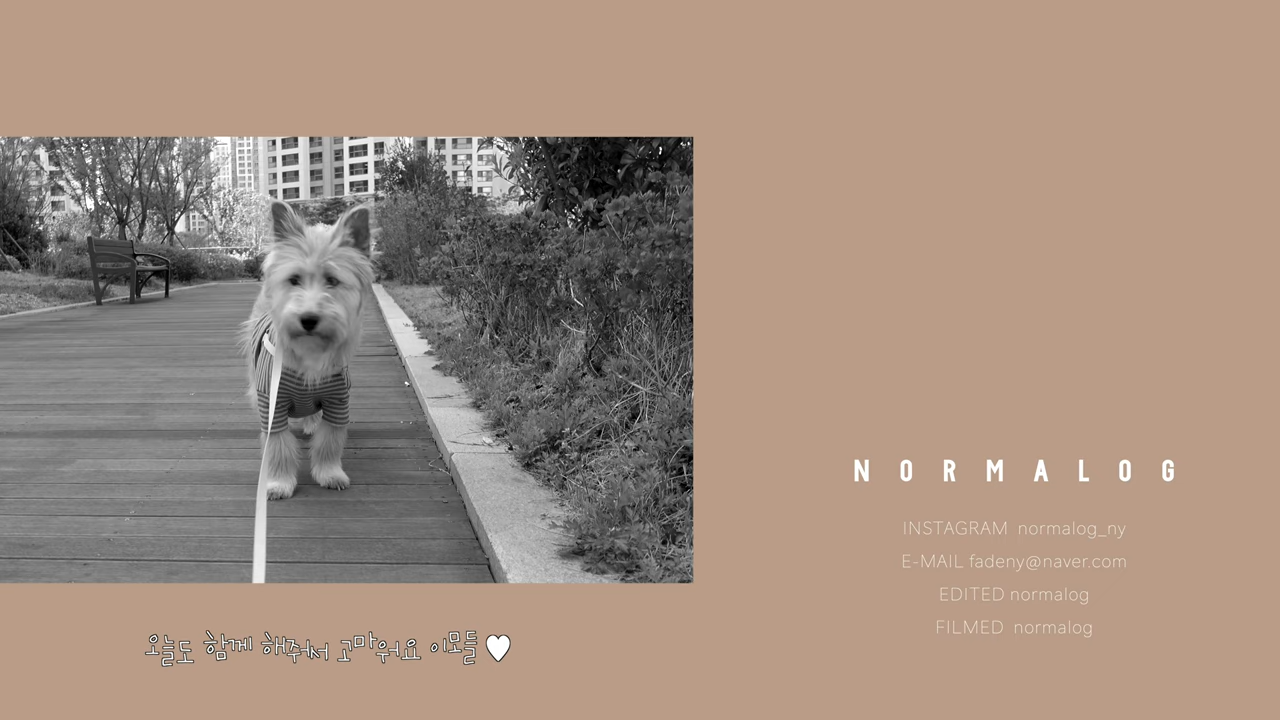 N O R M A L O G
INSTAGRAM normalog_ny
E-MAIL fadeny@naver.com
EDITED normalog
FILMED normalog
오늘도 함께 해주셔서 고마워요 이모들♥